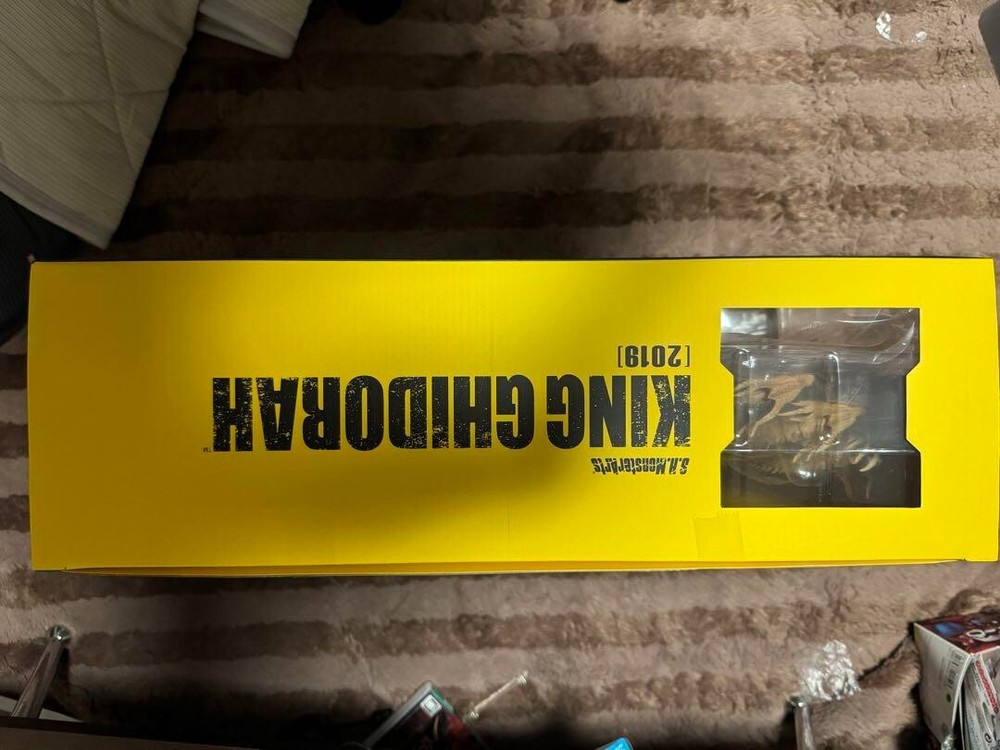 S.H.MonsterArts
KING GHIDORAH™
[2019]